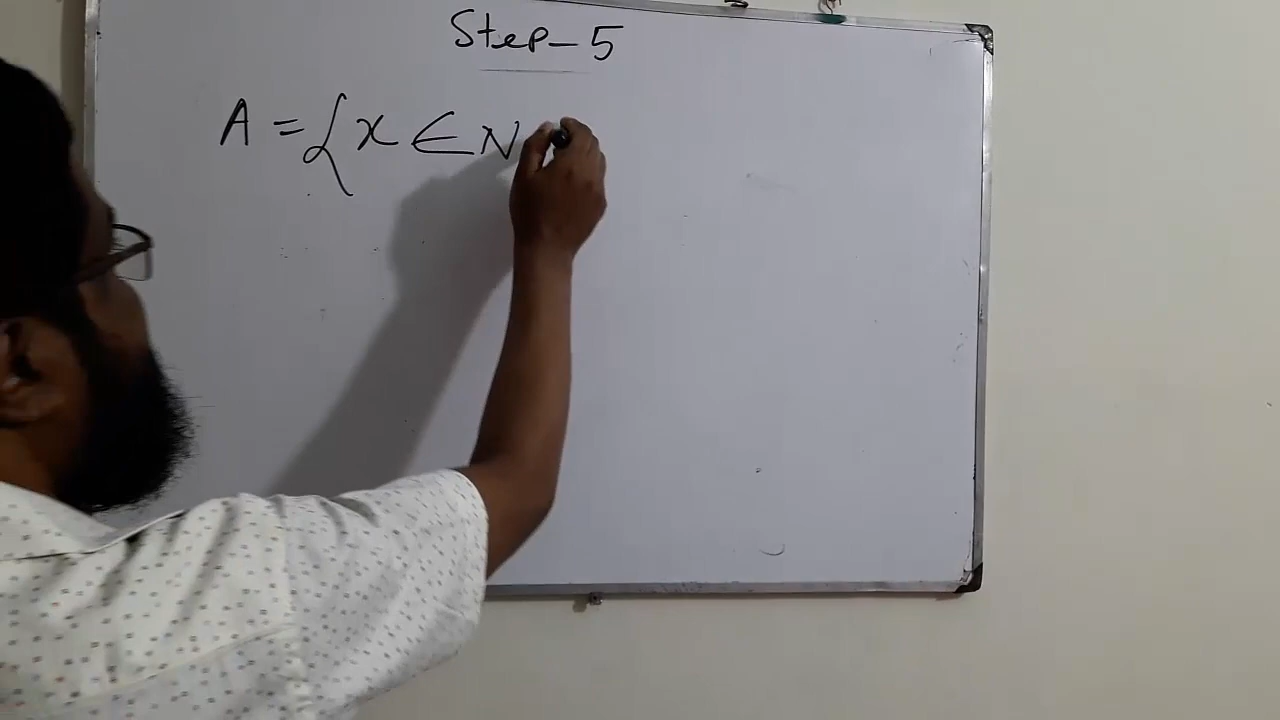 Step-5
A = { x ∈ N